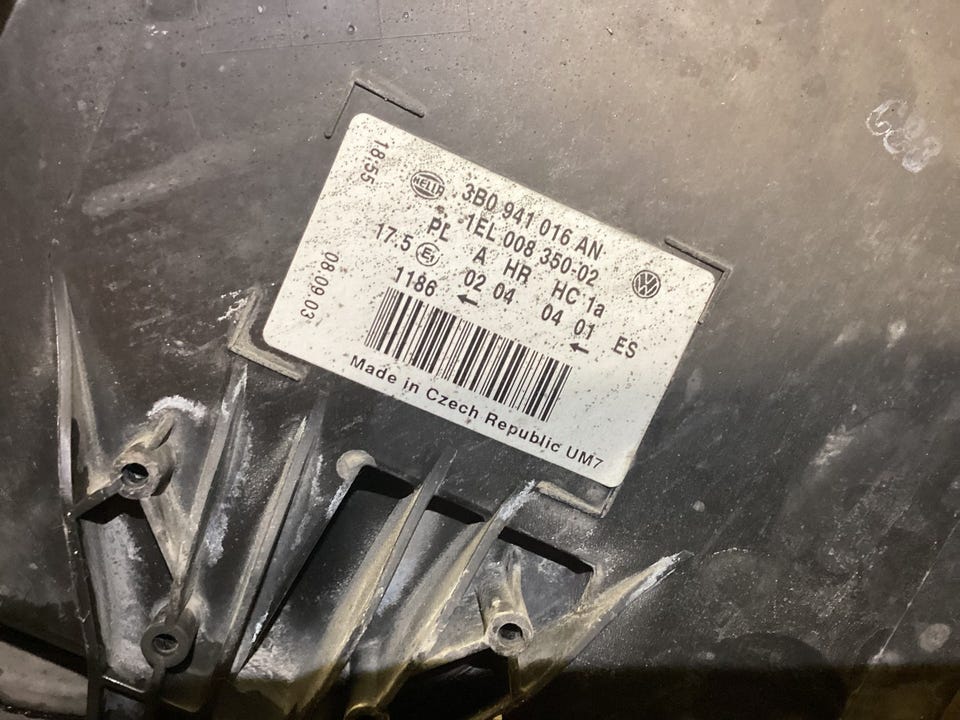 18:55
HELLA
3B0 941 016 AN
1EL 008 350-02
PL A HR HC 1a
17.5 E1 02 04 04 01 ES
1186 ← ←
08.09.03
Made in Czech Republic UM7